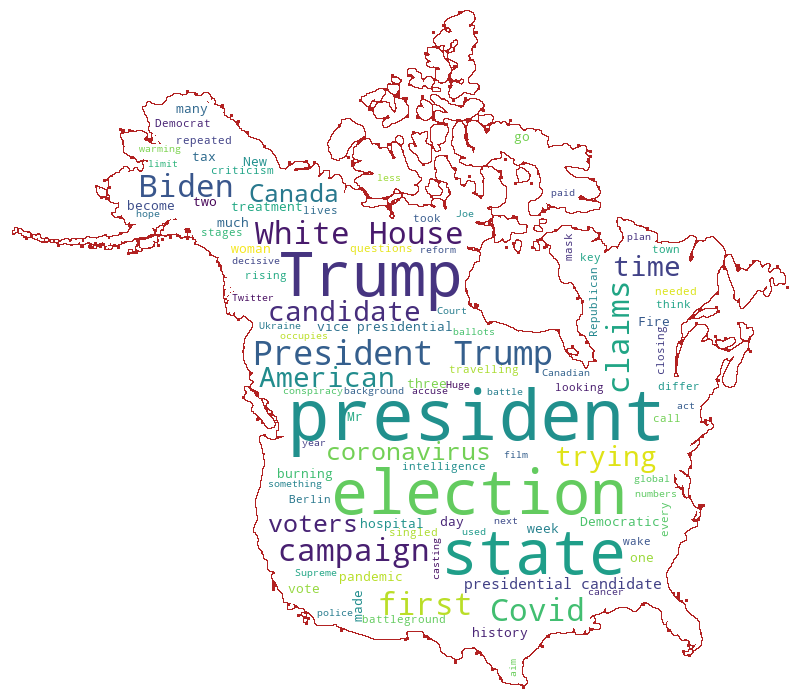 go
many
Democrat
repeated
warming
tax
New
limit
criticism
less
Biden
Canada
paid
become
two
treatment
lives
hope
much
took
Joe
stages
White House
reform
mask
plan
woman
questions
key
town
decisive
Trump
time
rising
needed
Twitter
think
candidate
Court
Republican
claims
Fire
Ukraine
vice presidential
ballots
occupies
closing
President Trump
travelling
Canadian
American
three
Huge
looking
differ
conspiracy
background
accuse
battle
president
act
Mr
call
year
coronavirus
film
trying
burning
intelligence
something
election
global
Berlin
numbers
voters
hospital
day
next
week
Democratic
every
singled
used
campaign
state
wake
one
casting
Supreme
pandemic
presidential candidate
vote
made
first
Covid
cancer
police
battleground
history
aim